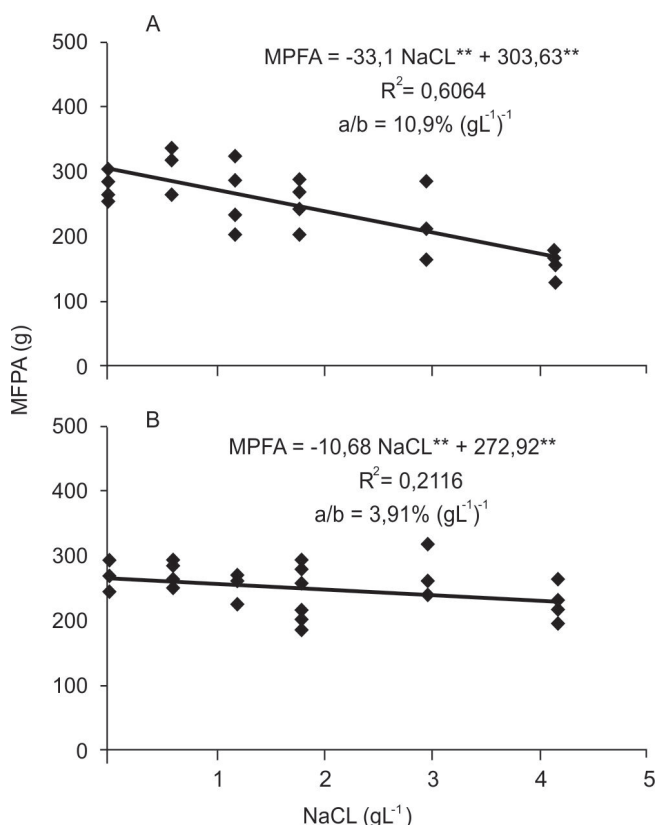 A
MPFA = -33,1 NaCL** + 303,63**
R²= 0,6064
a/b = 10,9% (gL⁻¹)⁻¹
500
400
300
200
100
0
MFPA (g)
B
MPFA = -10,68 NaCL** + 272,92**
R²= 0,2116
a/b = 3,91% (gL⁻¹)⁻¹
500
400
300
200
100
0
1 2 3 4 5
NaCL (gL⁻¹)